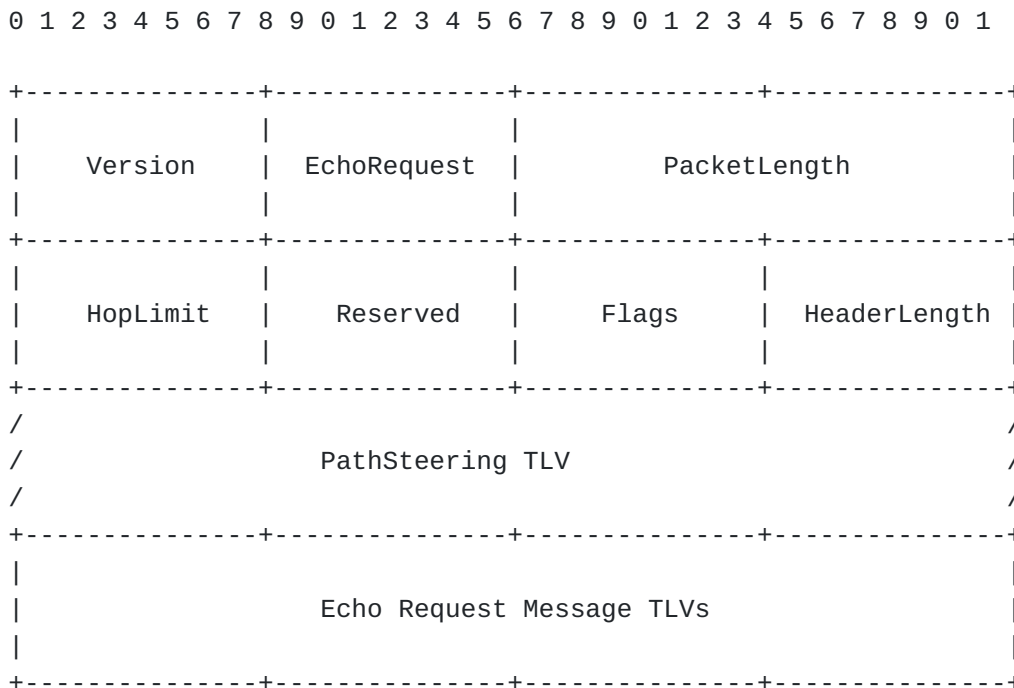 0 1 2 3 4 5 6 7 8 9 0 1 2 3 4 5 6 7 8 9 0 1 2 3 4 5 6 7 8 9 0 1
+---------------+---------------+---------------+---------------+
| | | |
| Version | EchoRequest | PacketLength |
| | | |
+---------------+---------------+---------------+---------------+
| | | | |
| HopLimit | Reserved | Flags | HeaderLength |
| | | | |
+---------------+---------------+---------------+---------------+
/ /
/ PathSteering TLV /
/ /
+---------------+---------------+---------------+---------------+
| |
| Echo Request Message TLVs |
| |
+---------------+---------------+---------------+---------------+